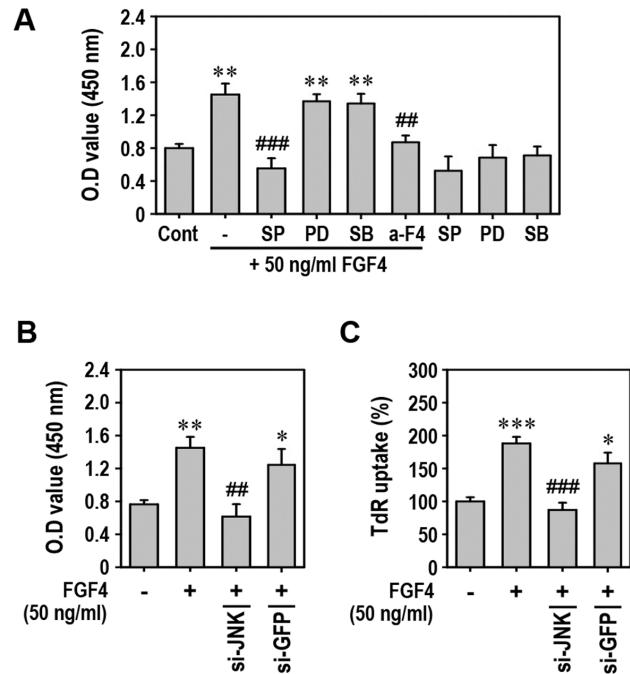 A
O.D value (450 nm)
2.4
2.0
1.6
1.2
0.8
0.4
0
**
###
**
**
##
Cont - SP PD SB a-F4 SP PD SB
+ 50 ng/ml FGF4
B
O.D value (450 nm)
2.4
2.0
1.6
1.2
0.8
0.4
0
**
##
*
FGF4 - + + +
(50 ng/ml)
si-JNK
si-GFP
C
TdR uptake (%)
300
250
200
150
100
50
0
***
###
*
FGF4 - + + +
(50 ng/ml)
si-JNK
si-GFP